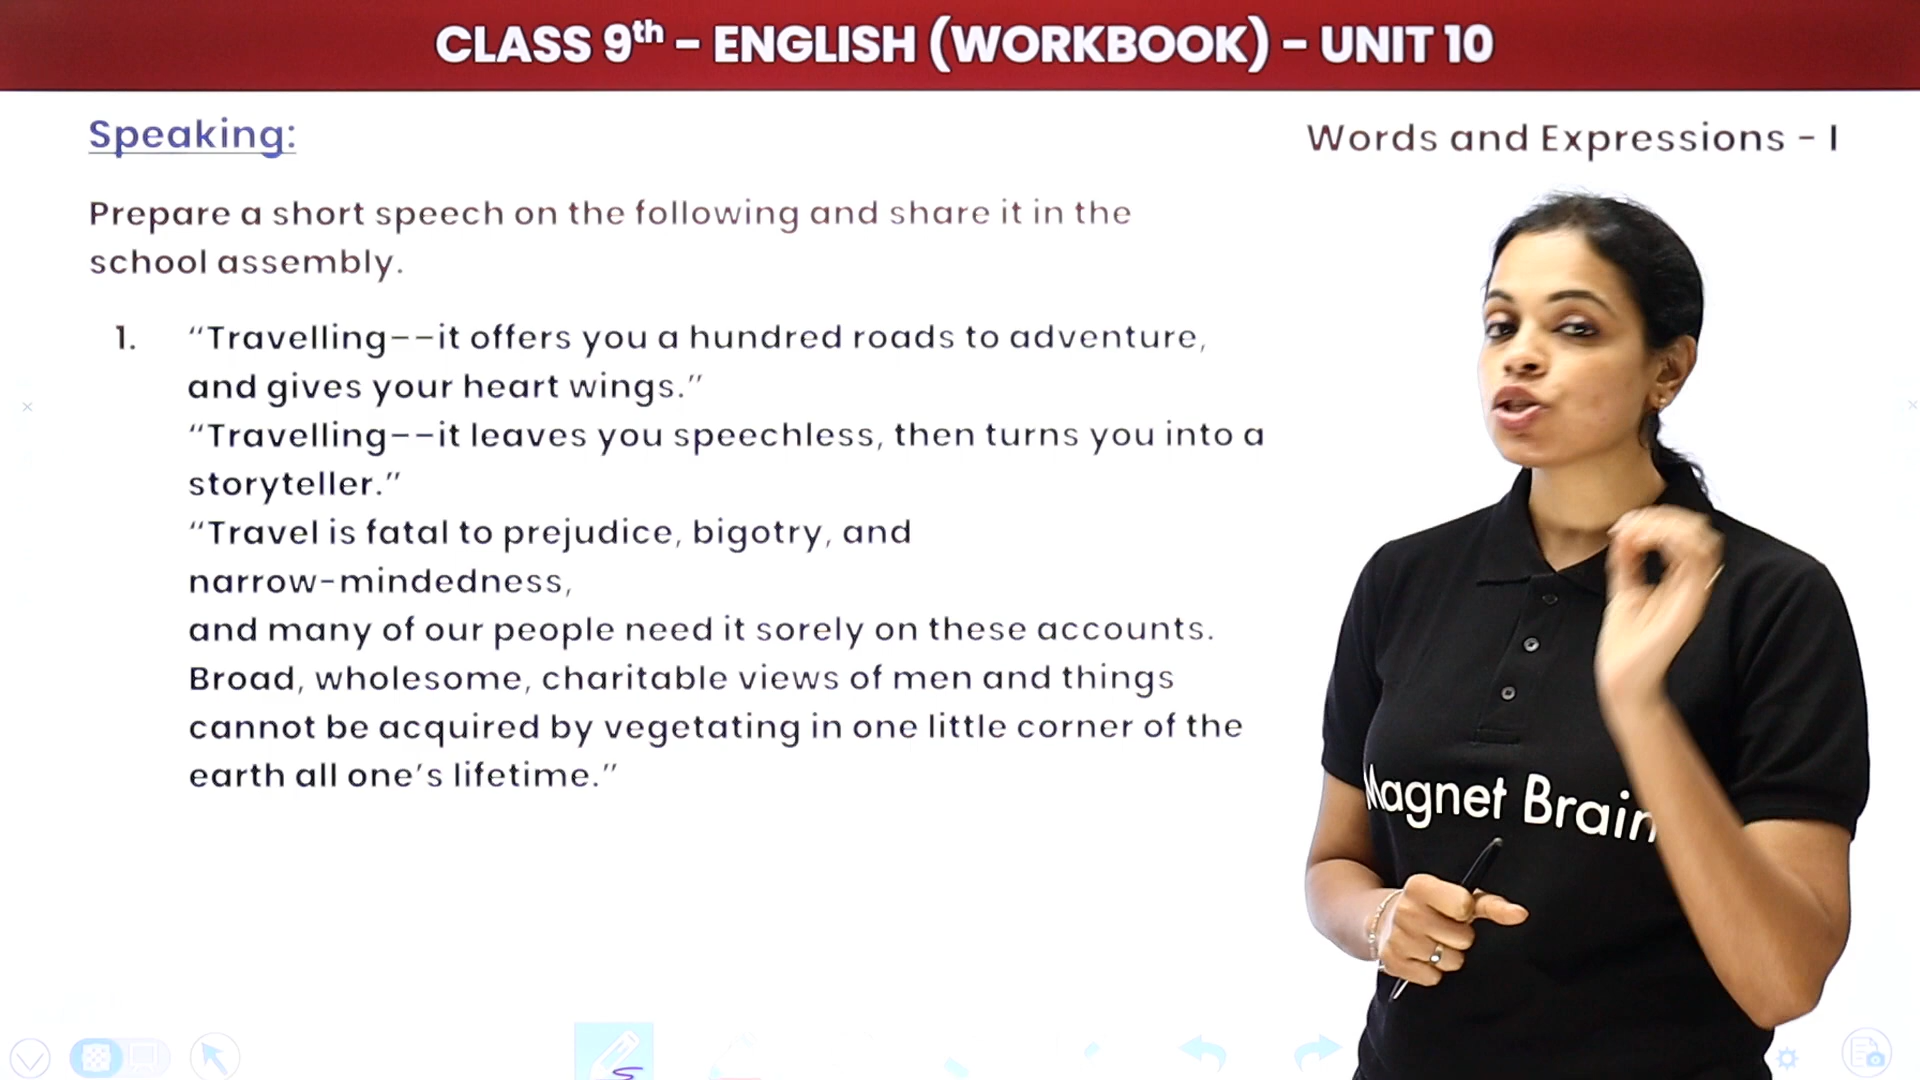 CLASS 9th – ENGLISH (WORKBOOK) – UNIT 10
Speaking:
Words and Expressions – I
Prepare a short speech on the following and share it in the
school assembly.
1. “Travelling––it offers you a hundred roads to adventure,
and gives your heart wings.”
“Travelling––it leaves you speechless, then turns you into a
storyteller.”
“Travel is fatal to prejudice, bigotry, and
narrow-mindedness,
and many of our people need it sorely on these accounts.
Broad, wholesome, charitable views of men and things
cannot be acquired by vegetating in one little corner of the
earth all one’s lifetime.”
Magnet Brain